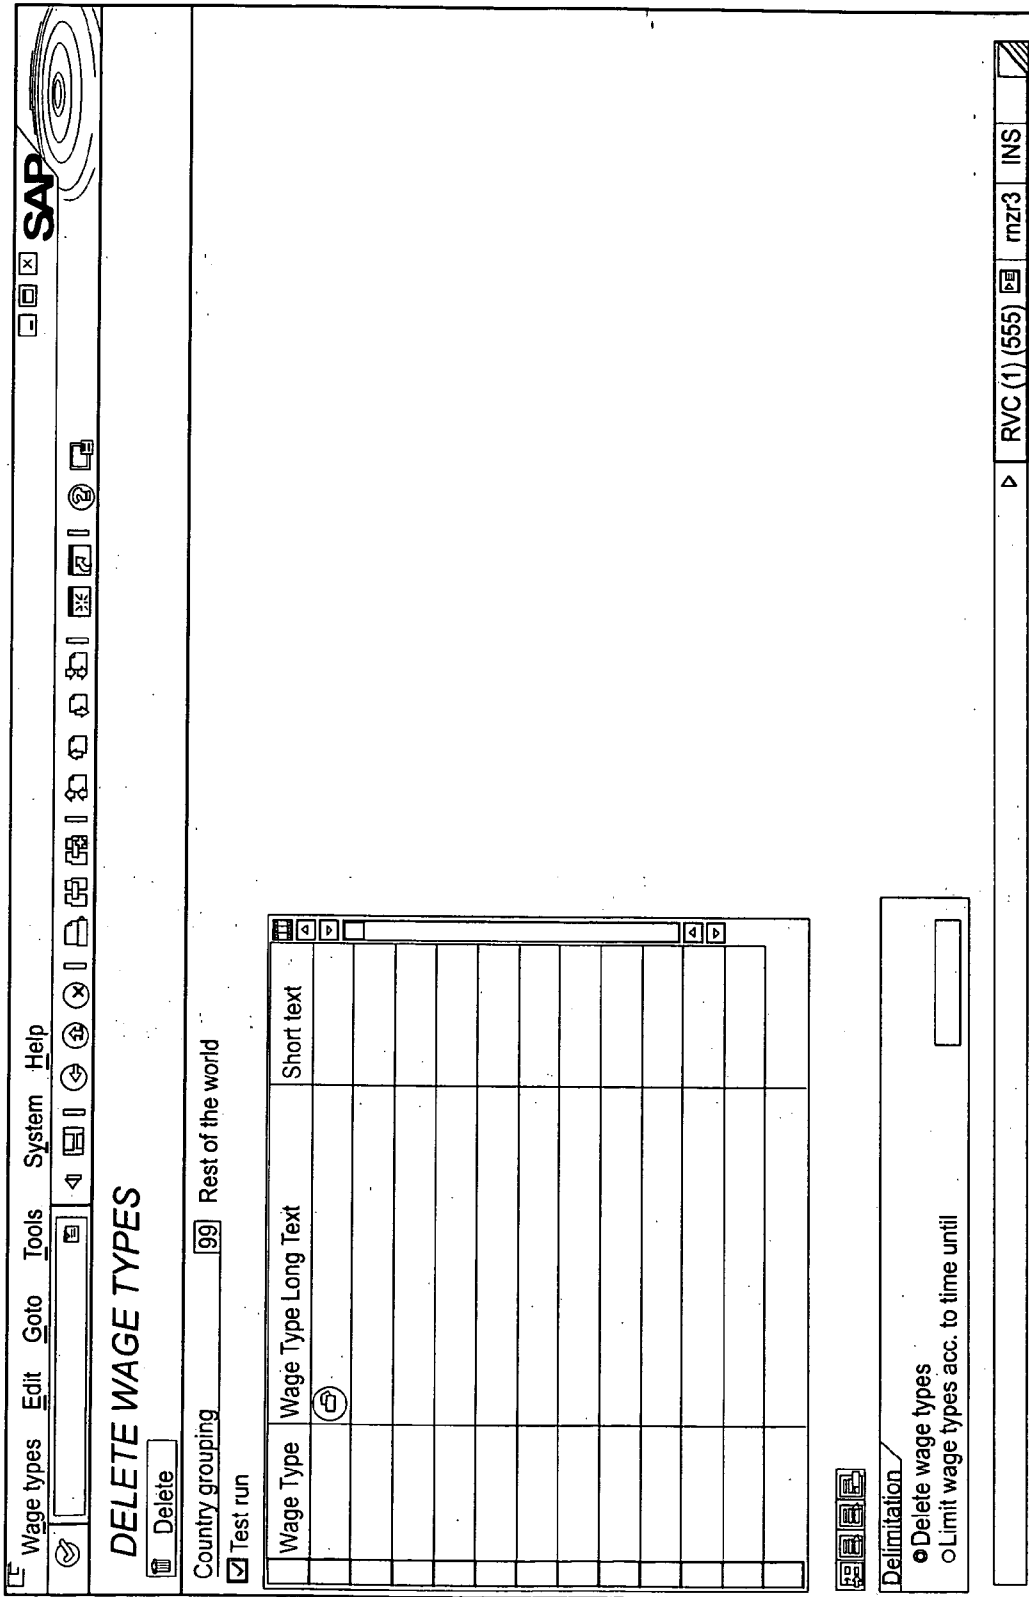 Wage types Edit Goto Tools System Help
SAP
DELETE WAGE TYPES
Delete
Country grouping 99 Rest of the world
Test run
Wage Type Wage Type Long Text Short text
Delimitation
Delete wage types
Limit wage types acc. to time until
RVC (1) (555) rnzr3 INS